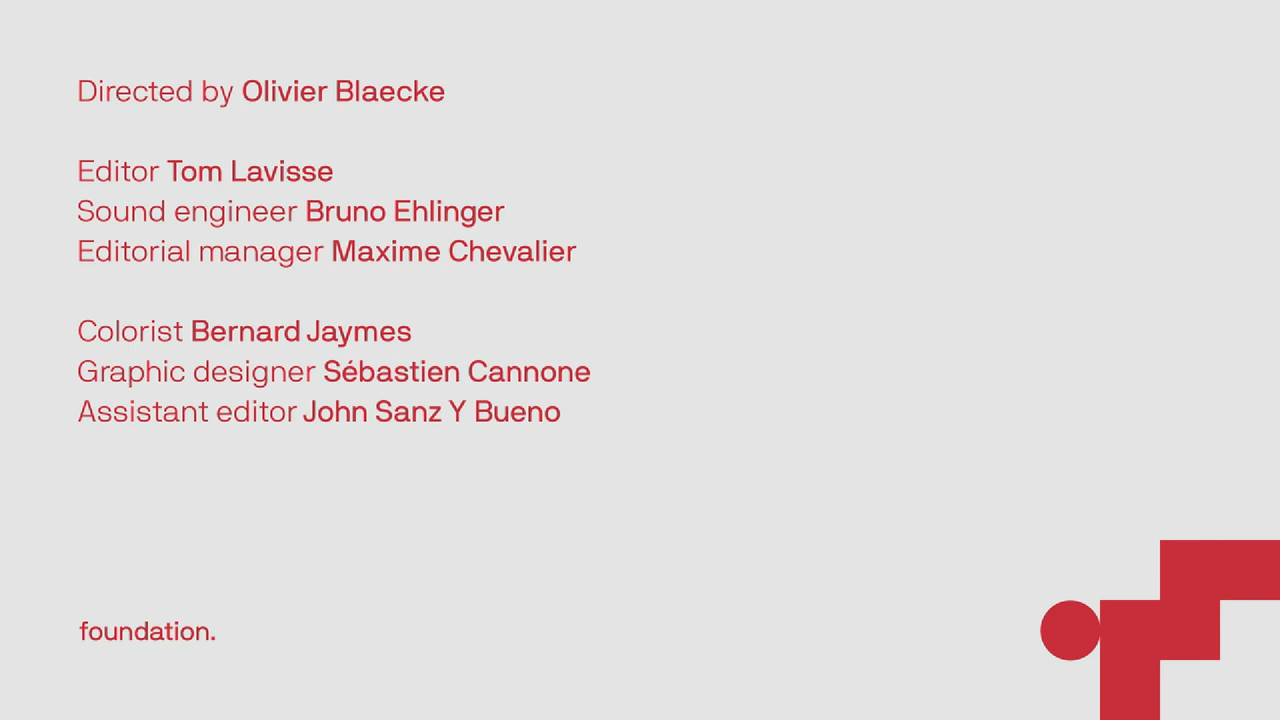 Directed by Olivier Blaecke
Editor Tom Lavisse
Sound engineer Bruno Ehlinger
Editorial manager Maxime Chevalier
Colorist Bernard Jaymes
Graphic designer Sébastien Cannone
Assistant editor John Sanz Y Bueno
foundation.